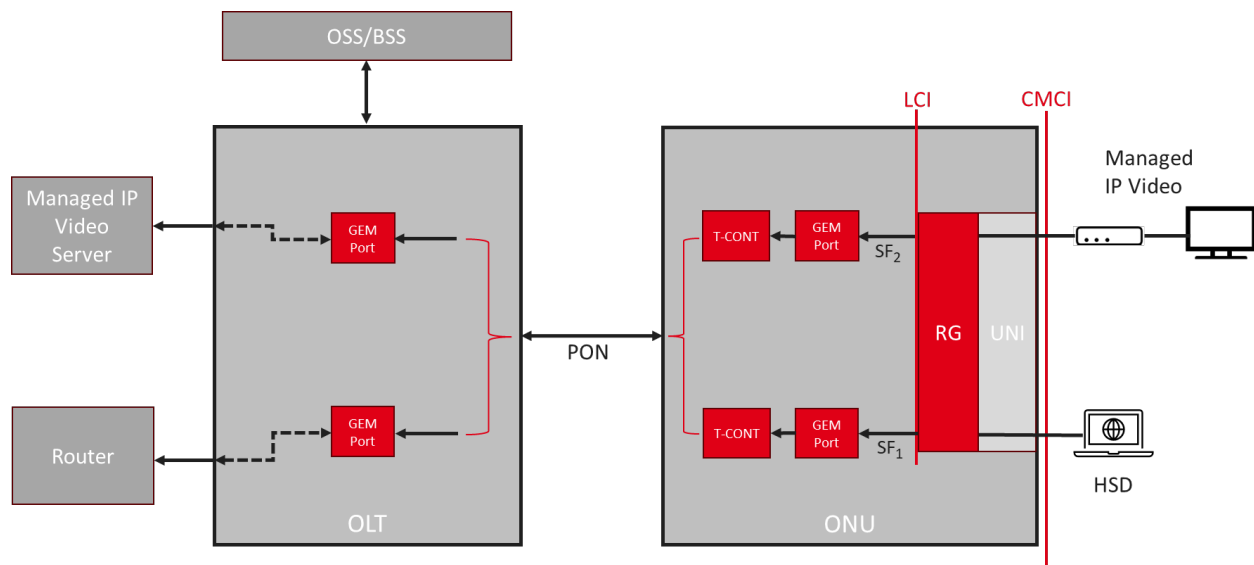 OSS/BSS
LCI
CMCI
Managed
IP Video
Managed IP
Video
Server
GEM
Port
T-CONT
GEM
Port
SF2
PON
RG
UNI
Router
GEM
Port
T-CONT
GEM
Port
SF1
HSD
OLT
ONU